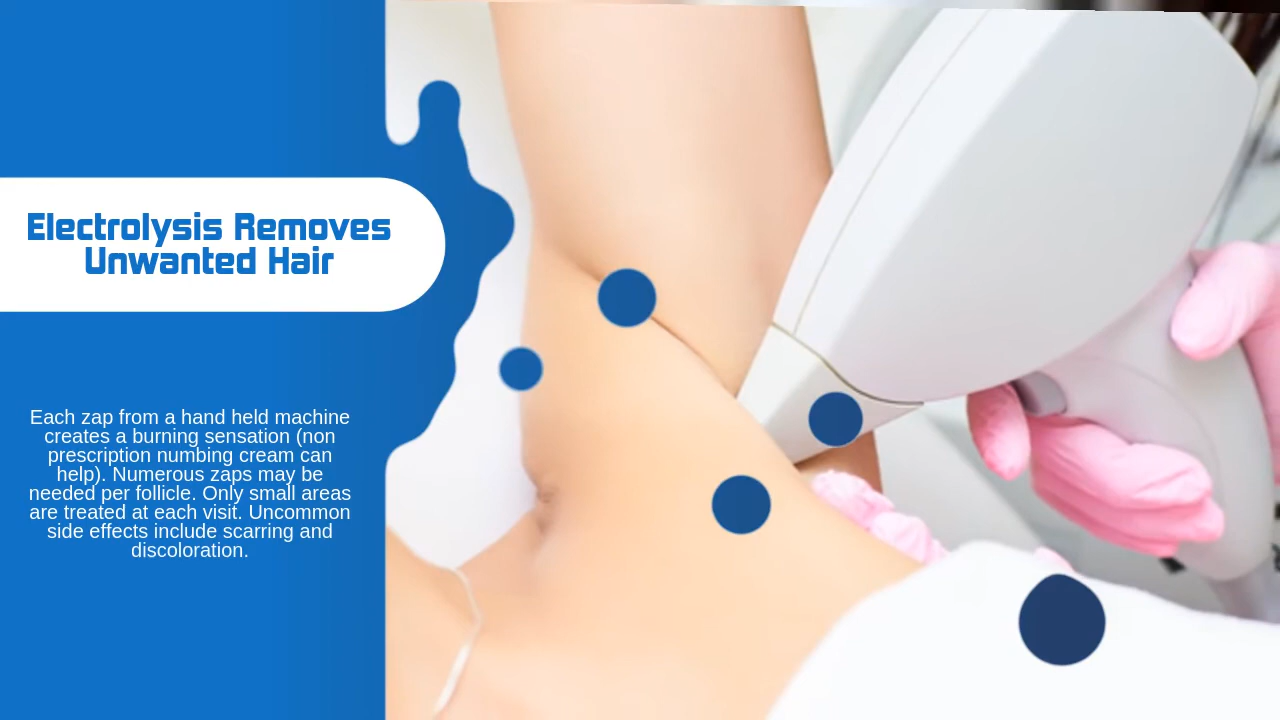 Electrolysis Removes
Unwanted Hair
Each zap from a hand held machine
creates a burning sensation (non
prescription numbing cream can
help). Numerous zaps may be
needed per follicle. Only small areas
are treated at each visit. Uncommon
side effects include scarring and
discoloration.